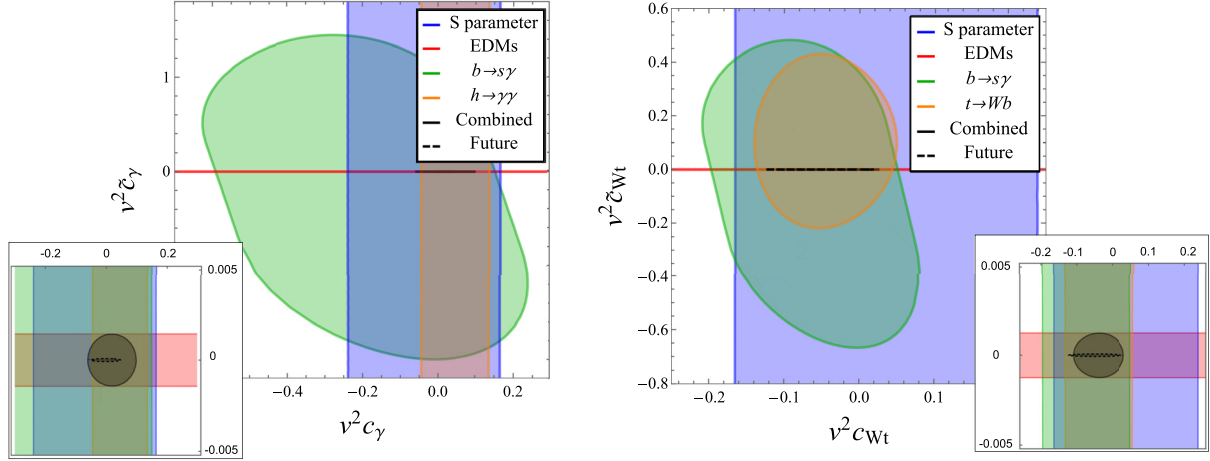 S parameter
EDMs
b→sγ
h→γγ
Combined
Future
1
0
v²c̃γ
−0.4
−0.2
0.0
0.2
v²cγ
-0.2
0
0.2
0.005
0
-0.005
S parameter
EDMs
b→sγ
t→Wb
Combined
Future
0.6
0.4
0.2
0.0
−0.2
−0.4
−0.6
−0.8
v²c̃Wt
−0.2
−0.1
0.0
0.1
v²cWt
-0.2
-0.1
0
0.1
0.2
0.005
0
-0.005